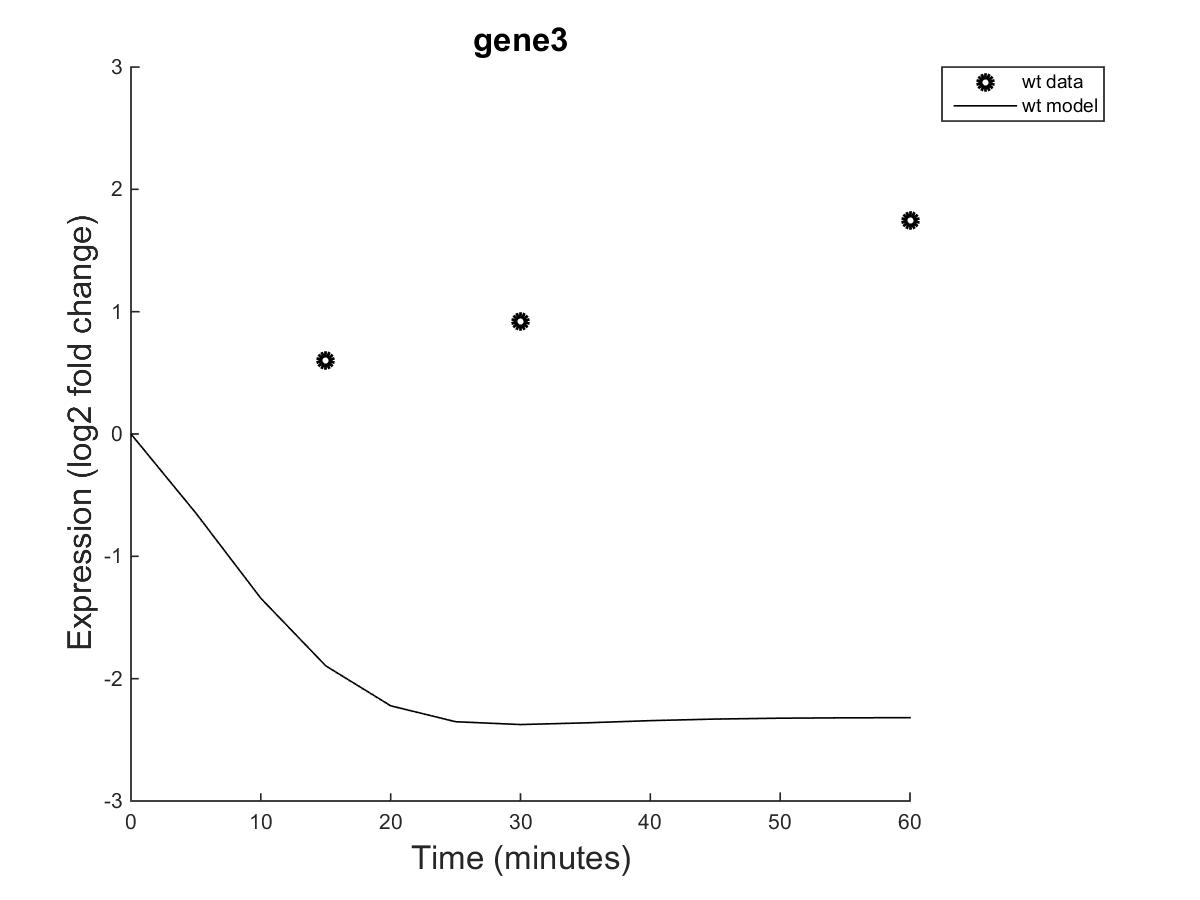 gene3
wt data
wt model
3
2
1
0
-1
-2
-3
Expression (log2 fold change)
0 10 20 30 40 50 60
Time (minutes)